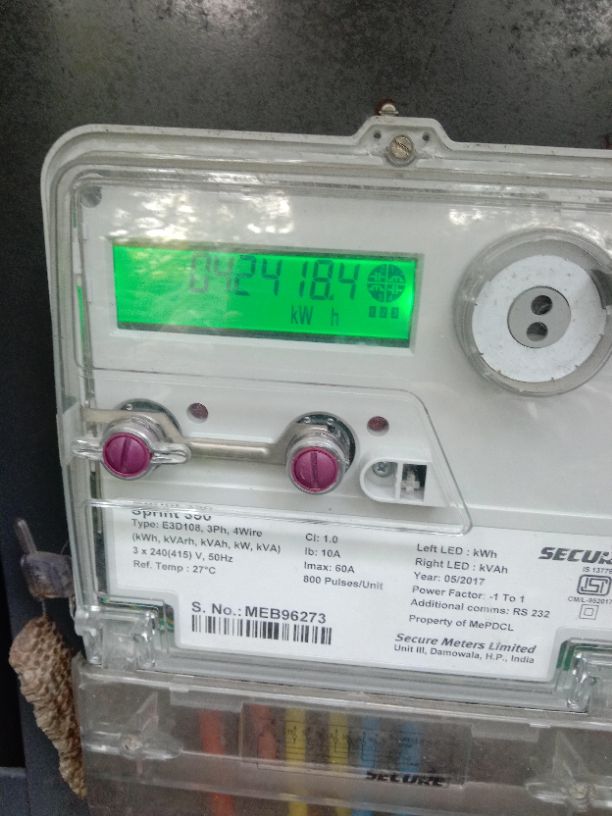 042418.4
kW h
Sprint 350
Type: E3D108, 3Ph, 4Wire
(kWh, kVArh, kVAh, kW, kVA)
3 x 240(415) V, 50Hz
Ref. Temp : 27°C
Cl: 1.0
Ib: 10A
Imax: 60A
800 Pulses/Unit
Left LED : kWh
Right LED : kVAh
Year: 05/2017
Power Factor: -1 To 1
Additional comms: RS 232
Property of MePDCL
SECURE
IS 13779
S. No.: MEB96273
Secure Meters Limited
Unit III, Damowala, H.P., India
SECURE